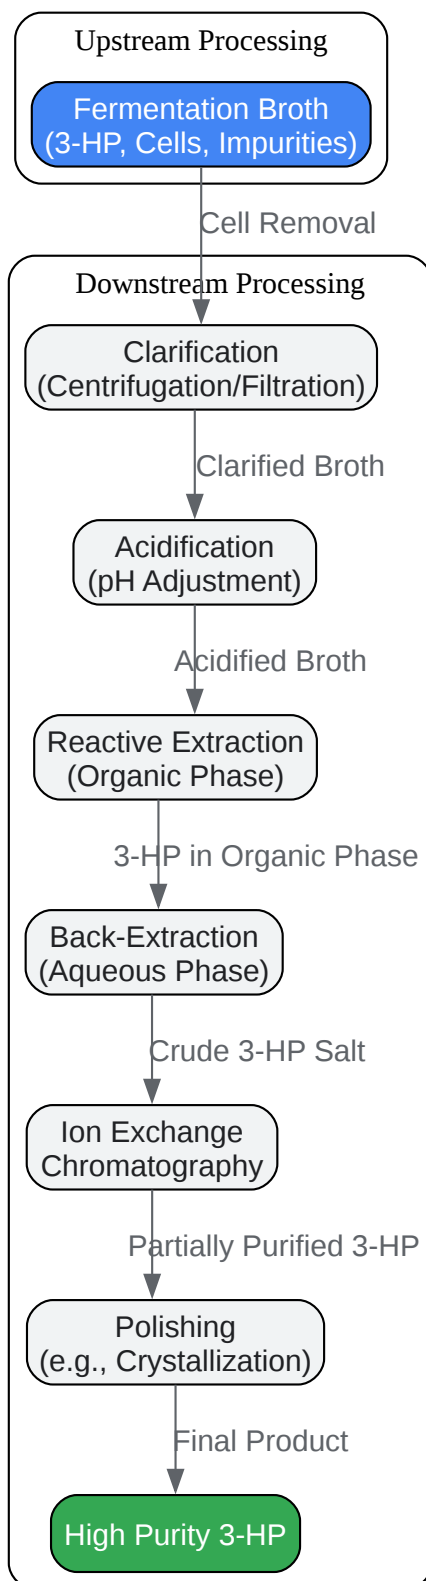 Upstream Processing
Fermentation Broth
(3-HP, Cells, Impurities)
Cell Removal
Downstream Processing
Clarification
(Centrifugation/Filtration)
Clarified Broth
Acidification
(pH Adjustment)
Acidified Broth
Reactive Extraction
(Organic Phase)
3-HP in Organic Phase
Back-Extraction
(Aqueous Phase)
Crude 3-HP Salt
Ion Exchange
Chromatography
Partially Purified 3-HP
Polishing
(e.g., Crystallization)
Final Product
High Purity 3-HP